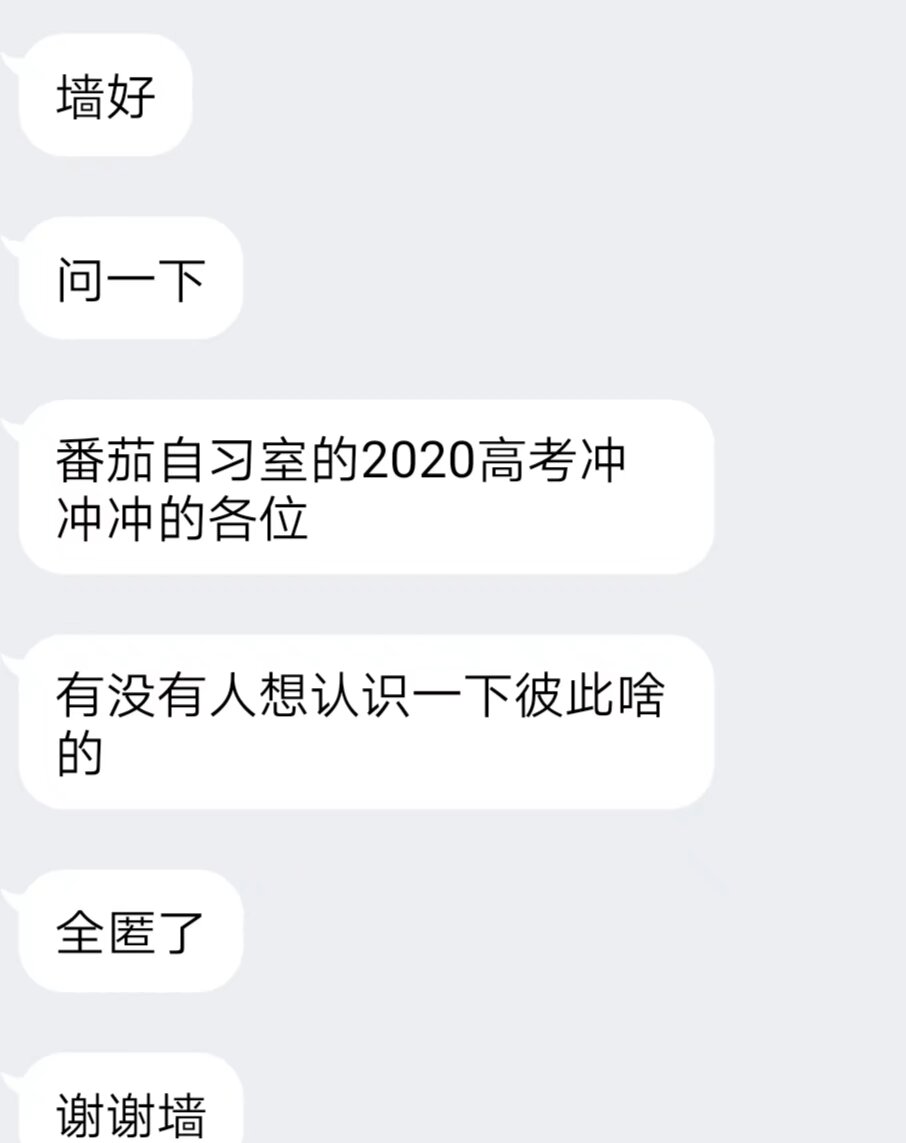 墙好
问一下
番茄自习室的2020高考冲
冲冲的各位
有没有人想认识一下彼此啥
的
全匿了
谢谢墙